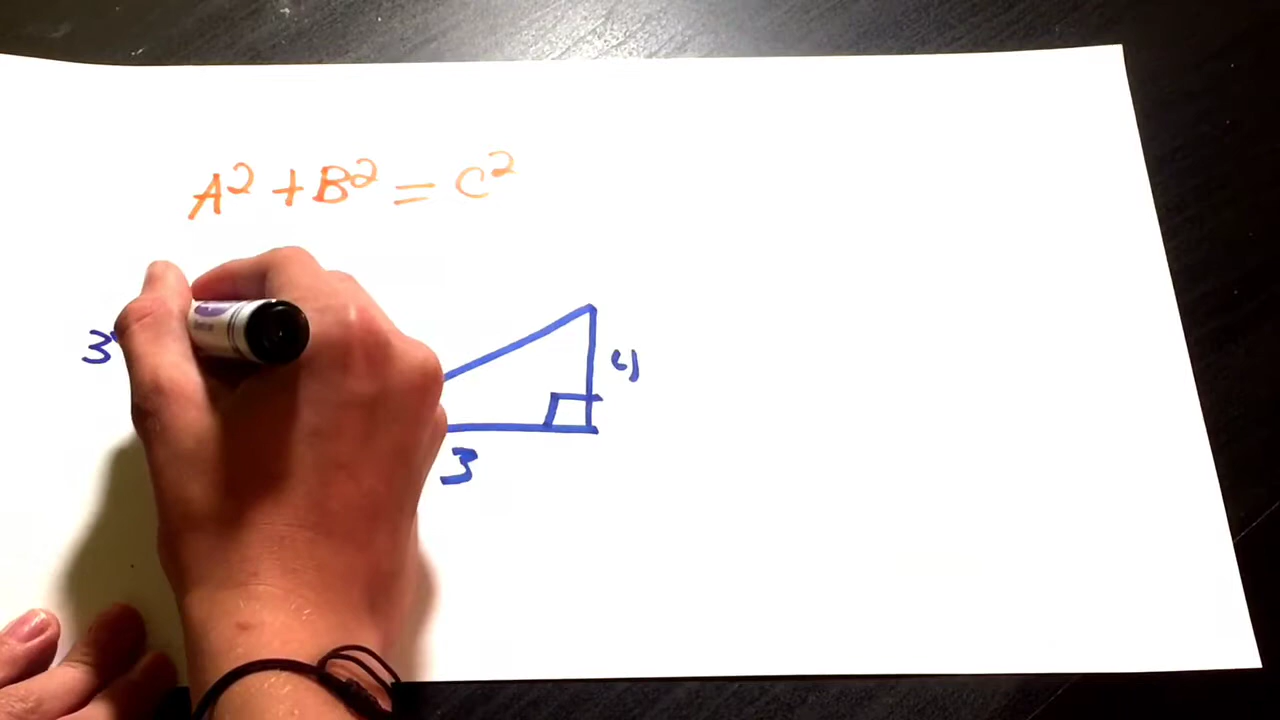 A² + B² = C²
3
4
3